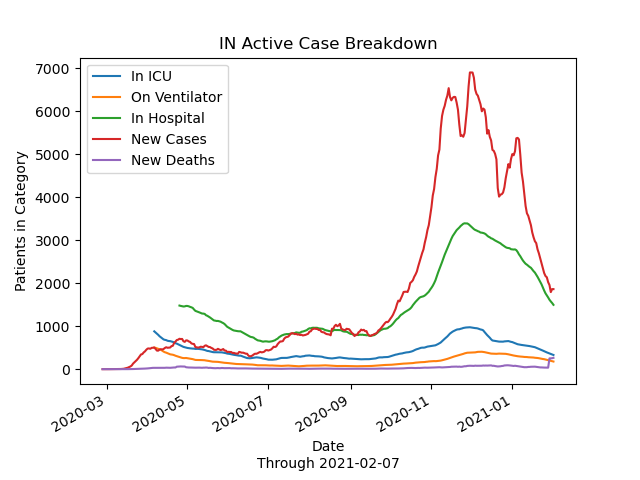 IN Active Case Breakdown
In ICU
On Ventilator
In Hospital
New Cases
New Deaths
Patients in Category
7000
6000
5000
4000
3000
2000
1000
0
2020-03
2020-05
2020-07
2020-09
2020-11
2021-01
Date
Through 2021-02-07